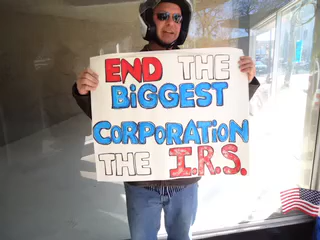 END THE
BiGGEST
CORPORATiON
THE I.R.S.